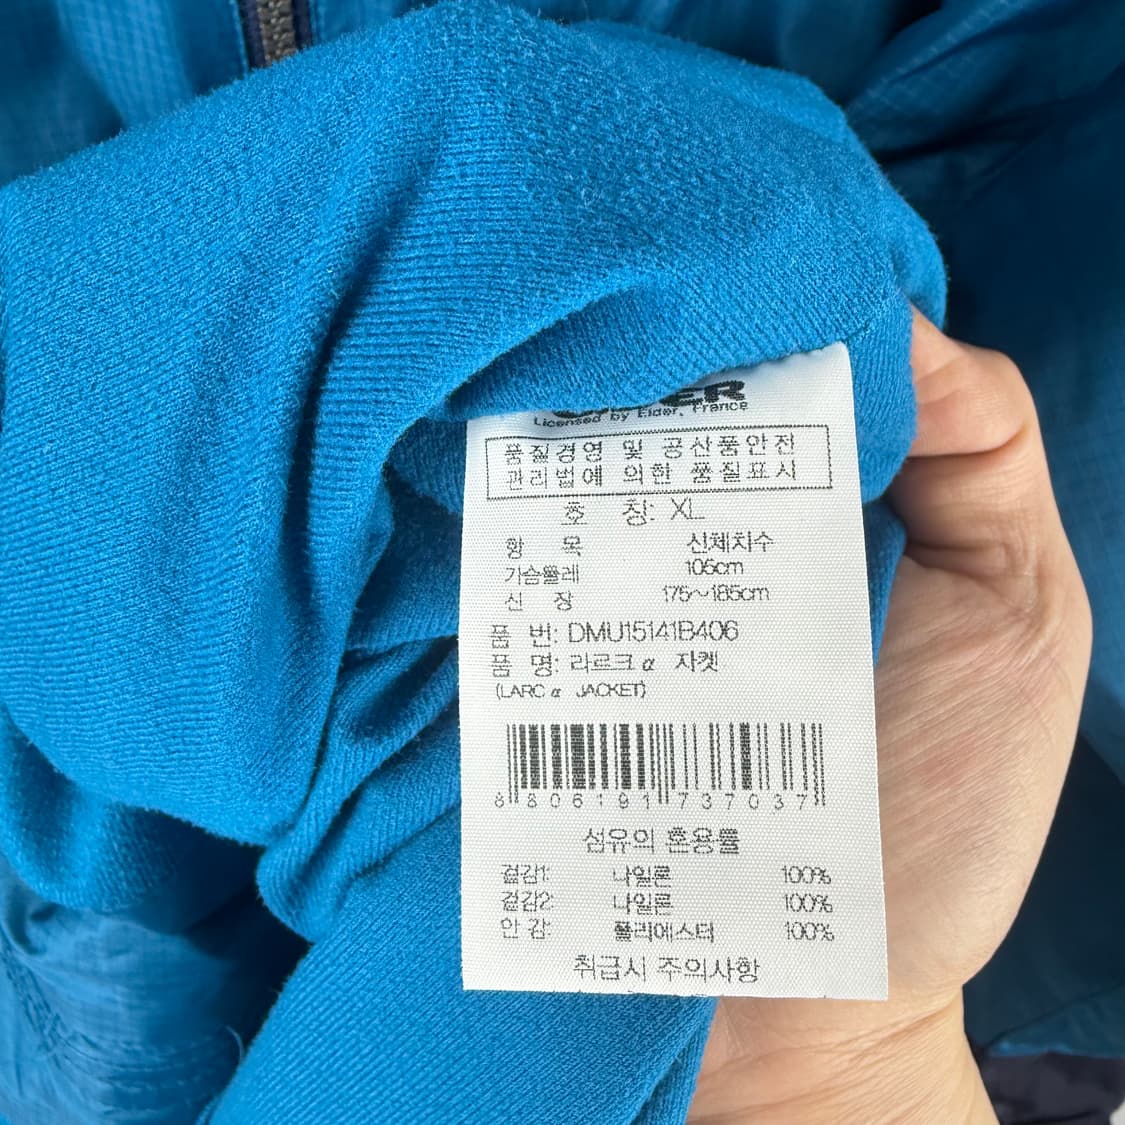 Licensed by Eider, France
품질경영 및 공산품안전
관리법에 의한 품질표시
호 칭: XL
항 목 신체치수
가슴둘레 105cm
신 장 175~185cm
품 번: DMU15141B406
품 명: 라르크 α 자켓
(LARC α JACKET)
8806191737037
섬유의 혼용률
겉감1: 나일론 100%
겉감2: 나일론 100%
안 감: 폴리에스터 100%
취급시 주의사항